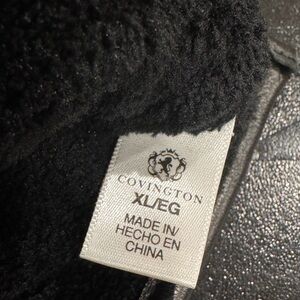 COVINGTON
XL/EG
MADE IN/
HECHO EN
CHINA